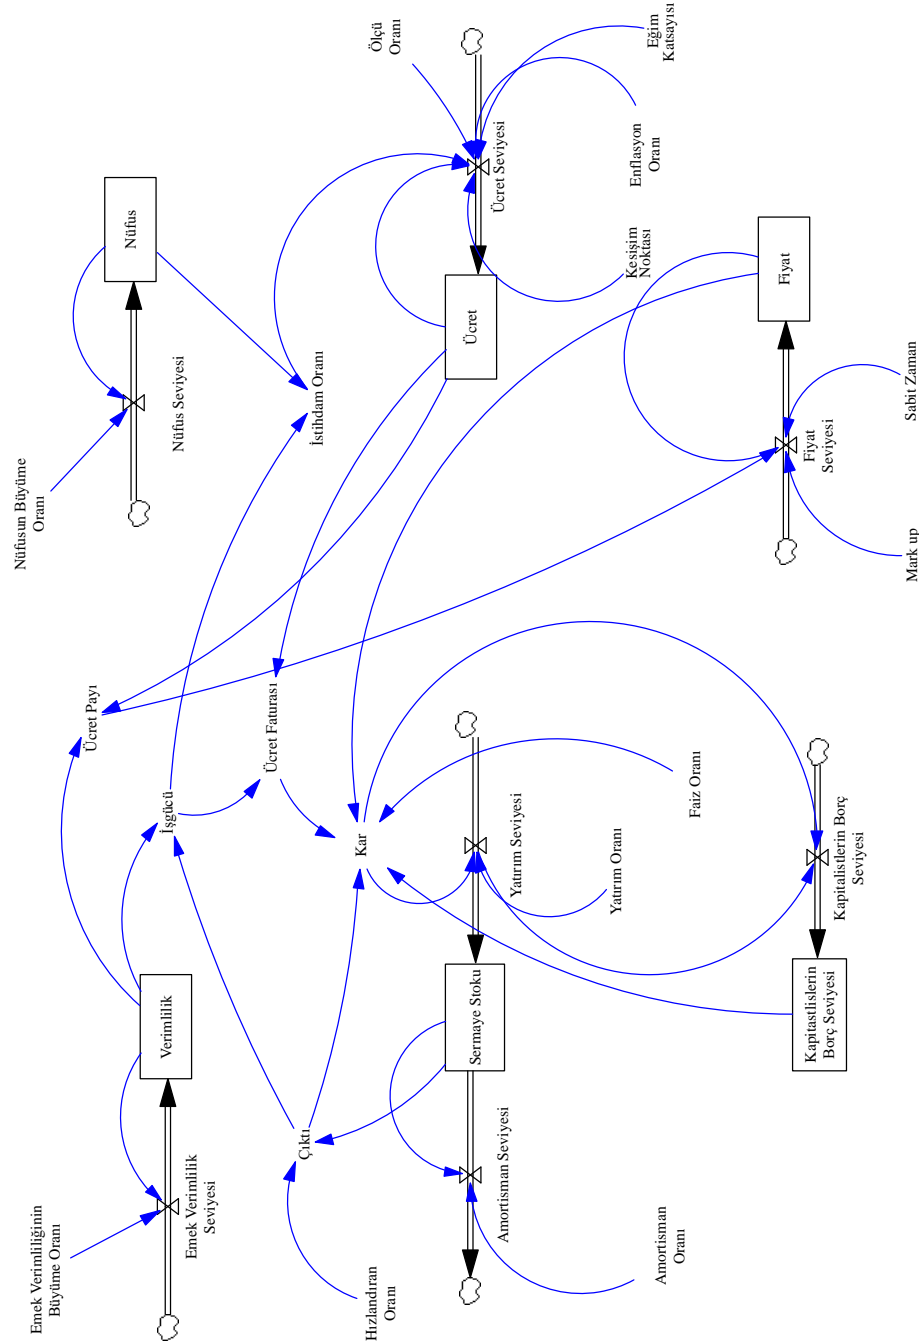 Emek Verimliliğinin
Büyüme Oranı
Emek Verimlilik
Seviyesi
Verimlilik
Ücret Payı
Nüfusun Büyüme
Oranı
Nüfus Seviyesi
Nüfus
İşgücü
Hızlandıran
Oranı
Çıktı
Ücret Faturası
İstihdam Oranı
Ölçü
Oranı
Kar
Ücret
Ücret Seviyesi
Amortisman Seviyesi
Sermaye Stoku
Yatırım Seviyesi
Kesişim
Noktası
Enflasyon
Oranı
Eğim
Katsayısı
Amortisman
Oranı
Yatırım Oranı
Faiz Oranı
Kapitastlislerin
Borç Seviyesi
Kapitalistlerin Borç
Seviyesi
Fiyat
Seviyesi
Fiyat
Mark up
Sabit Zaman